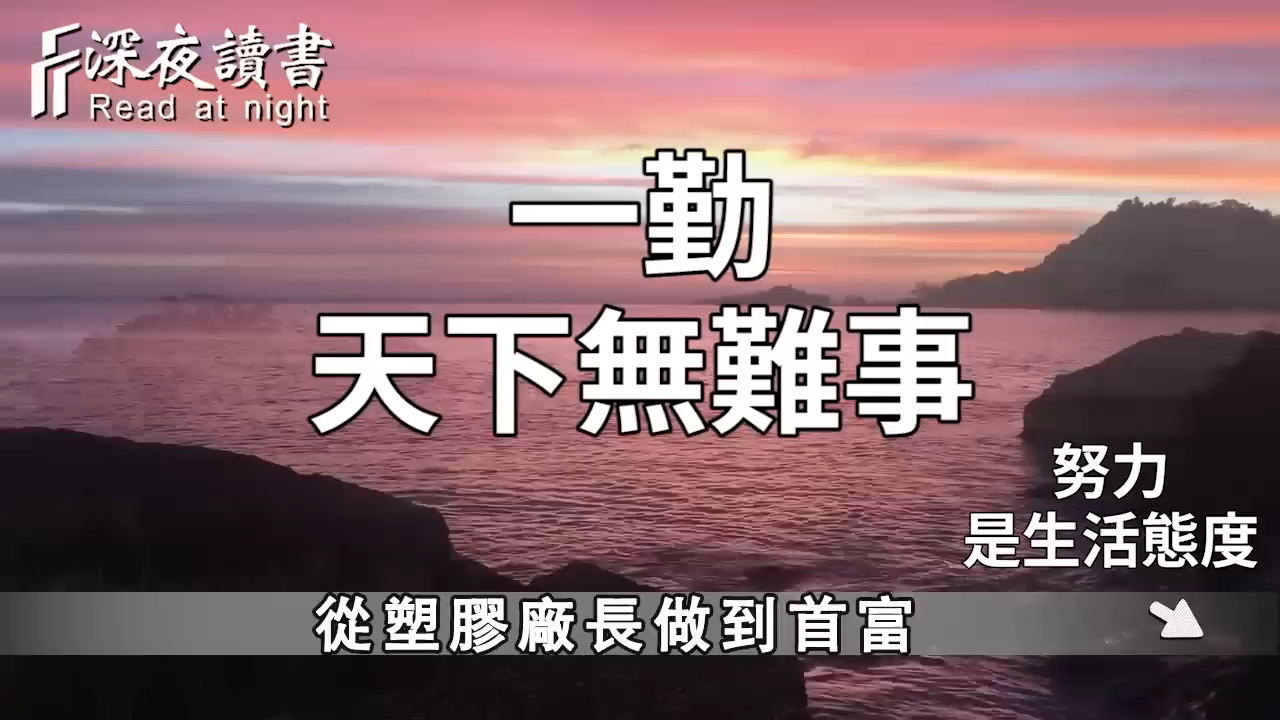 深夜讀書
Read at night
一勤
天下無難事
努力
是生活態度
從塑膠廠長做到首富